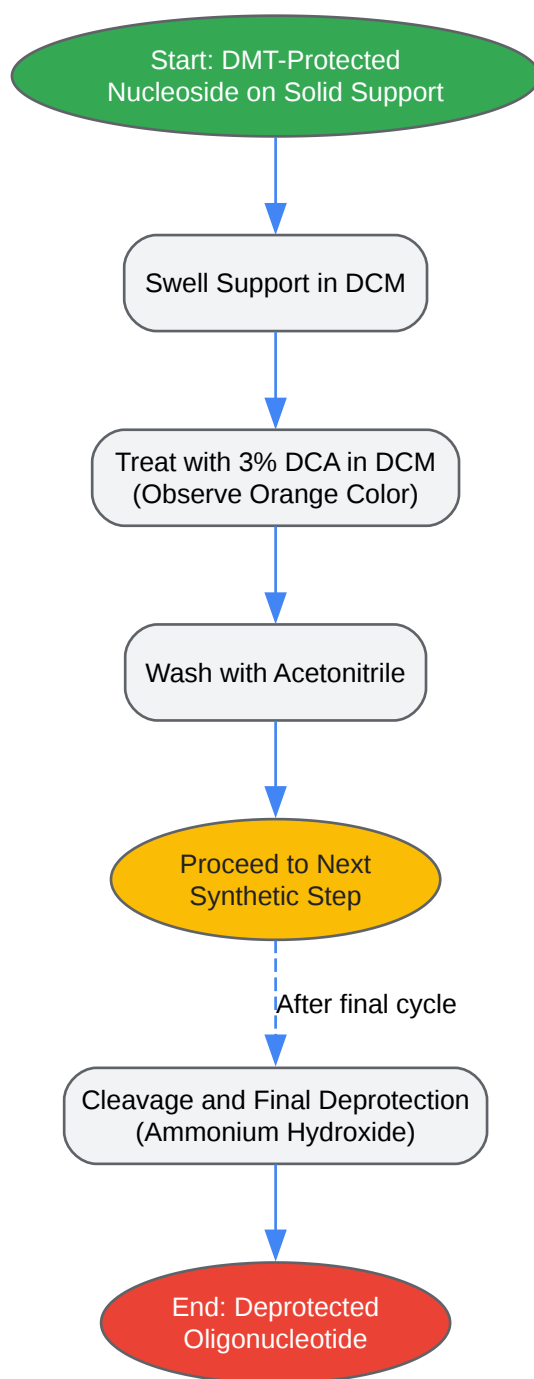 Start: DMT-Protected
Nucleoside on Solid Support
Swell Support in DCM
Treat with 3% DCA in DCM
(Observe Orange Color)
Wash with Acetonitrile
Proceed to Next
Synthetic Step
After final cycle
Cleavage and Final Deprotection
(Ammonium Hydroxide)
End: Deprotected
Oligonucleotide